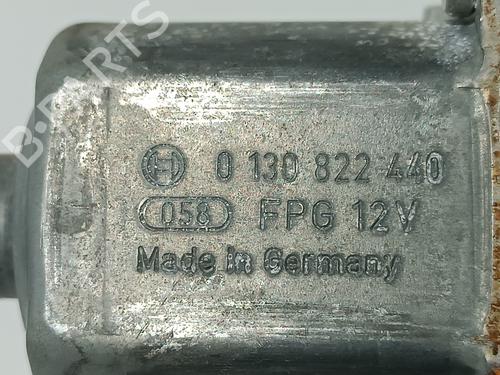 B-PARTS
0 130 822 440
058 FPG 12V
Made in Germany